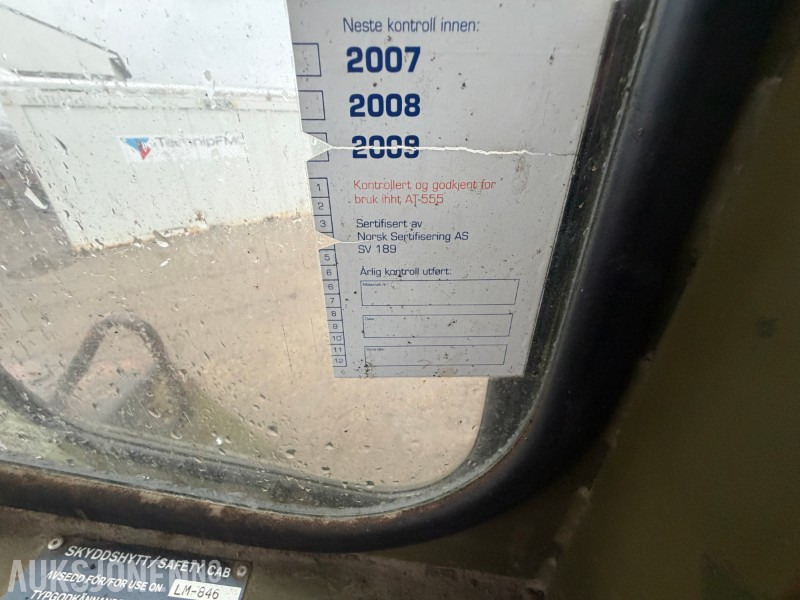 Neste kontroll innen:
2007
2008
2009
1
2
3
5
6
6
7
8
9
10
11
12
Kontrollert og godkjent for
bruk ihht AT-555
Sertifisert av
Norsk Sertifisering AS
SV 189
Årlig kontroll utført:
TechnipFMC
SKYDDSHYTT/SAFETY CAB
AVSEDD FÖR/FOR USE ON LM-846
AUKSJONEN.NO